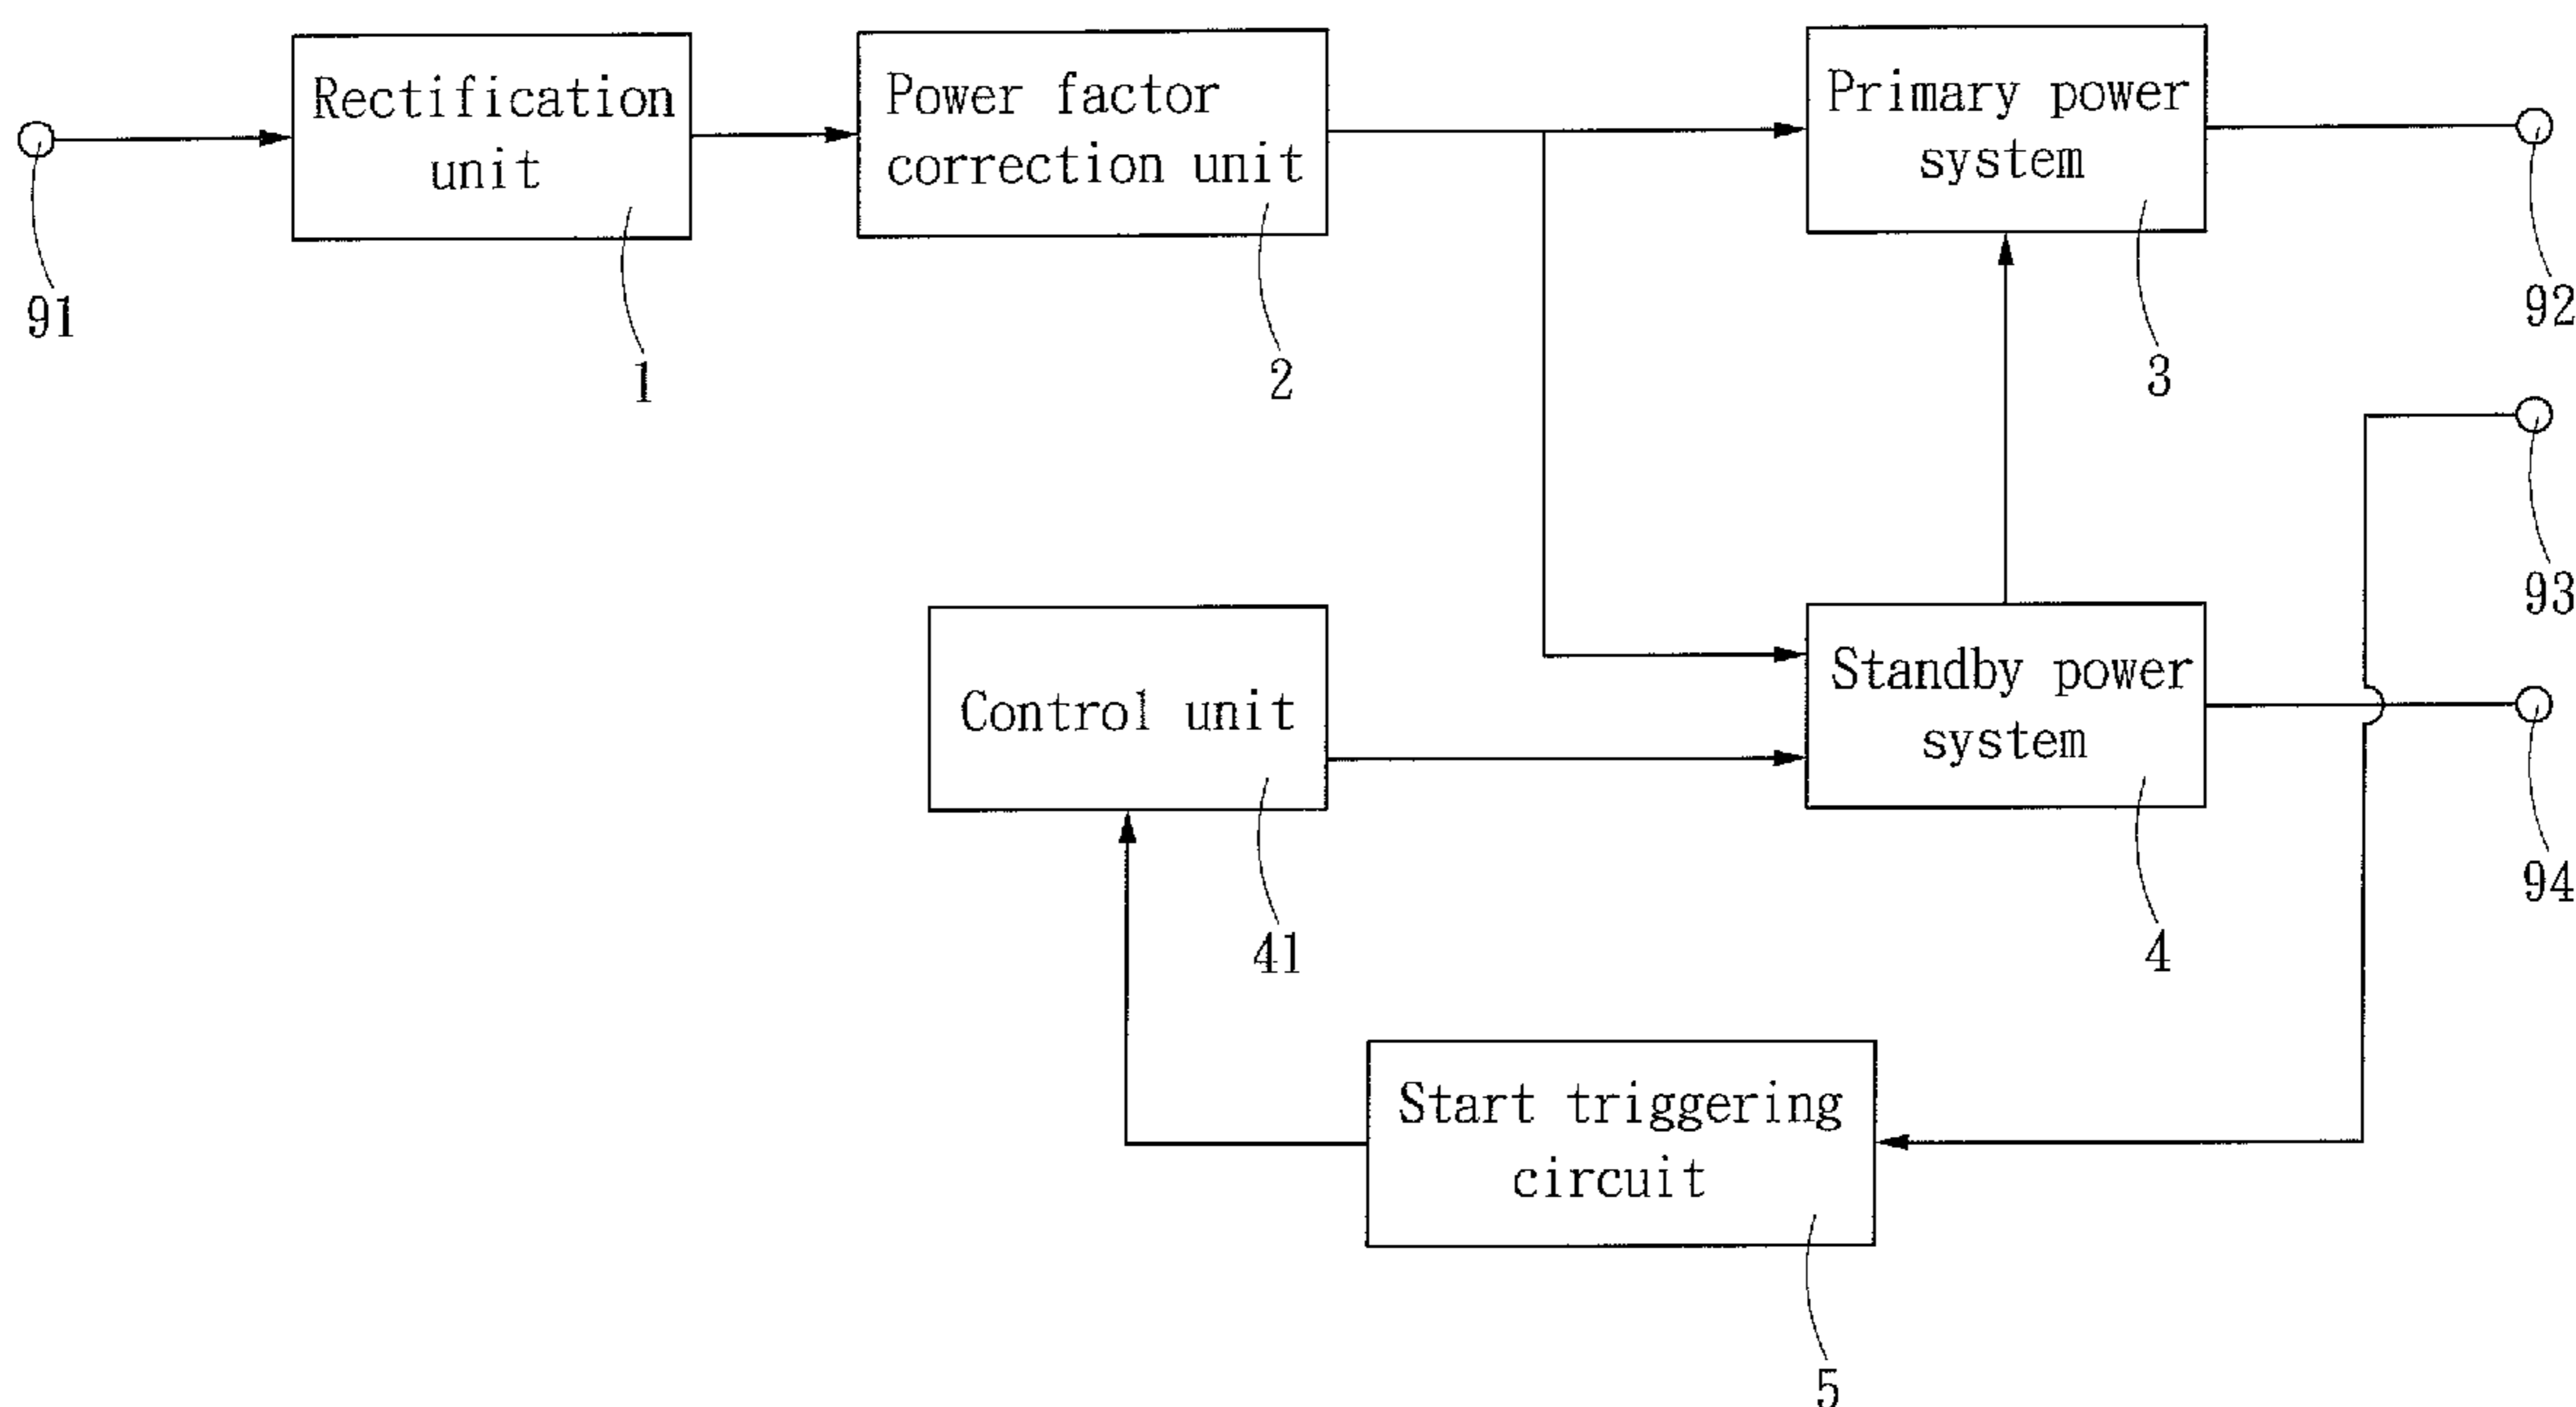 Rectification
unit
Power factor
correction unit
Primary power
system
91
1
2
3
92
93
Control unit
Standby power
system
41
4
94
Start triggering
circuit
5